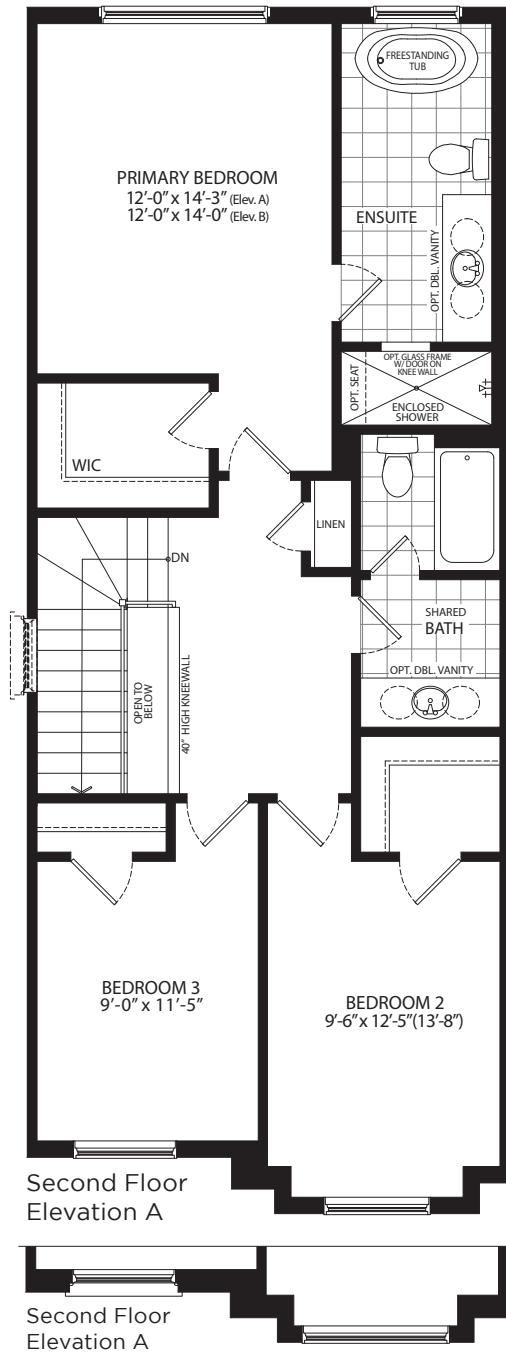 FREESTANDING
TUB
PRIMARY BEDROOM
12'-0" x 14'-3" (Elev. A)
12'-0" x 14'-0" (Elev. B)
ENSUITE
OPT. DBL. VANITY
OPT. GLASS FRAME
W/ DOOR ON
KNEE WALL
OPT. SEAT
ENCLOSED
SHOWER
WIC
LINEN
DN
SHARED
BATH
OPT. DBL. VANITY
OPEN TO
BELOW
40" HIGH KNEEWALL
BEDROOM 3
9'-0" x 11'-5"
BEDROOM 2
9'-6" x 12'-5"(13'-8")
Second Floor
Elevation A
Second Floor
Elevation A